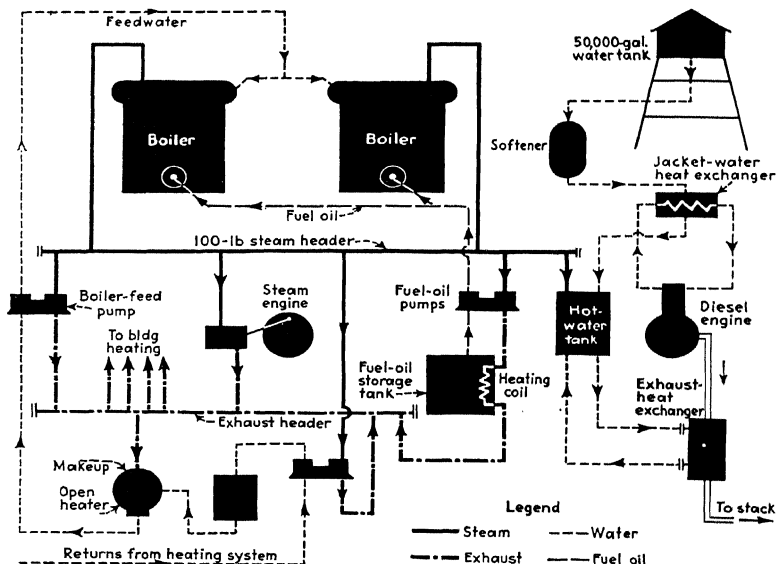 Feedwater
50,000-gal.
water tank
Boiler
Boiler
Softener
Jacket-water
heat exchanger
Fuel oil
100-lb steam header
Boiler-feed
pump
Steam
engine
Fuel-oil
pumps
Hot-
water
tank
Diesel
engine
To bldg
heating
Fuel-oil
storage
tank
Heating
coil
Exhaust-
heat
exchanger
Exhaust header
Makeup
Open
heater
Legend
To stack
Steam
Water
Returns from heating system
Exhaust
Fuel oil